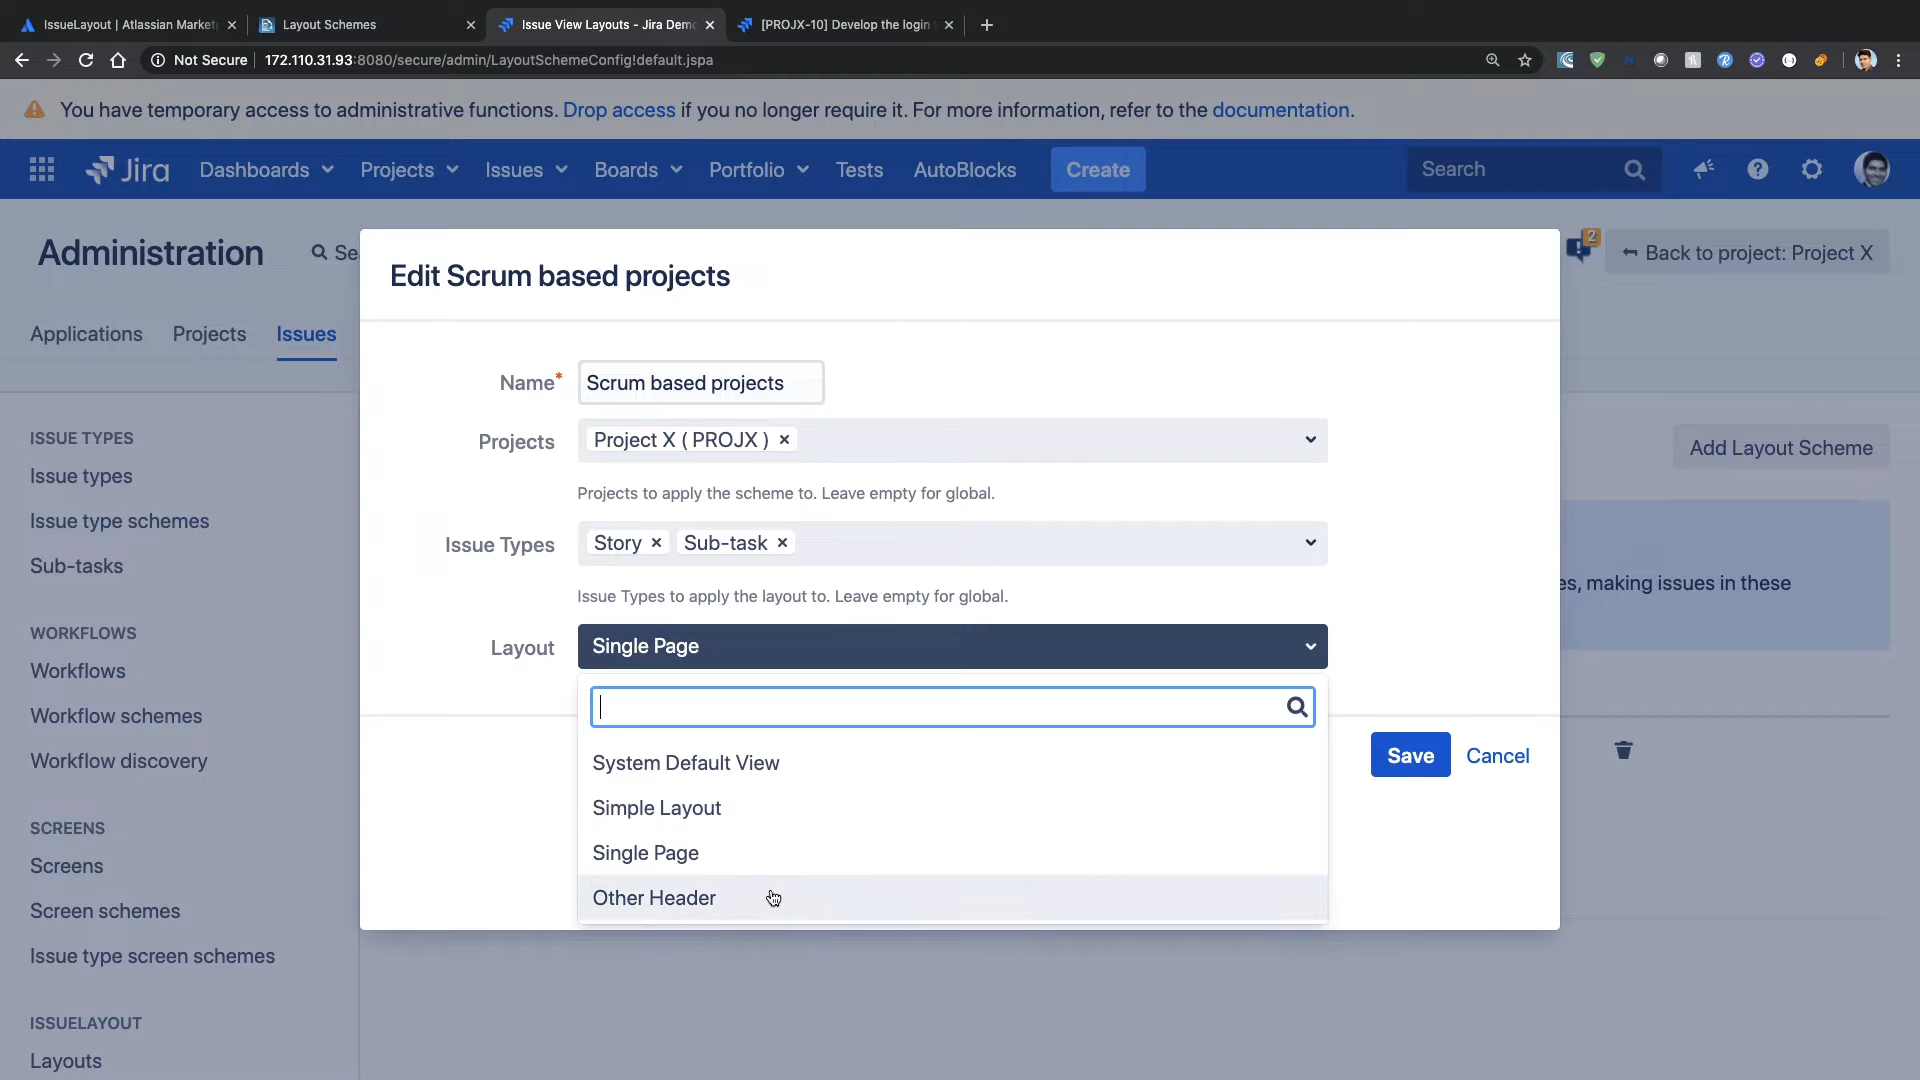 IssueLayout | Atlassian Market
Layout Schemes
Issue View Layouts - Jira Demo
[PROJX-10] Develop the login
Not Secure
172.110.31.93:8080/secure/admin/LayoutSchemeConfig!default.jspa
You have temporary access to administrative functions. Drop access if you no longer require it. For more information, refer to the documentation.
Jira
Dashboards
Projects
Issues
Boards
Portfolio
Tests
AutoBlocks
Create
Search
Administration
Se
2
Back to project: Project X
Applications
Projects
Issues
Edit Scrum based projects
Name*
Scrum based projects
Projects
Project X ( PROJX )
Projects to apply the scheme to. Leave empty for global.
Issue Types
Story
Sub-task
Issue Types to apply the layout to. Leave empty for global.
Layout
Single Page
System Default View
Simple Layout
Single Page
Other Header
Save
Cancel
Add Layout Scheme
es, making issues in these
ISSUE TYPES
Issue types
Issue type schemes
Sub-tasks
WORKFLOWS
Workflows
Workflow schemes
Workflow discovery
SCREENS
Screens
Screen schemes
Issue type screen schemes
ISSUELAYOUT
Layouts